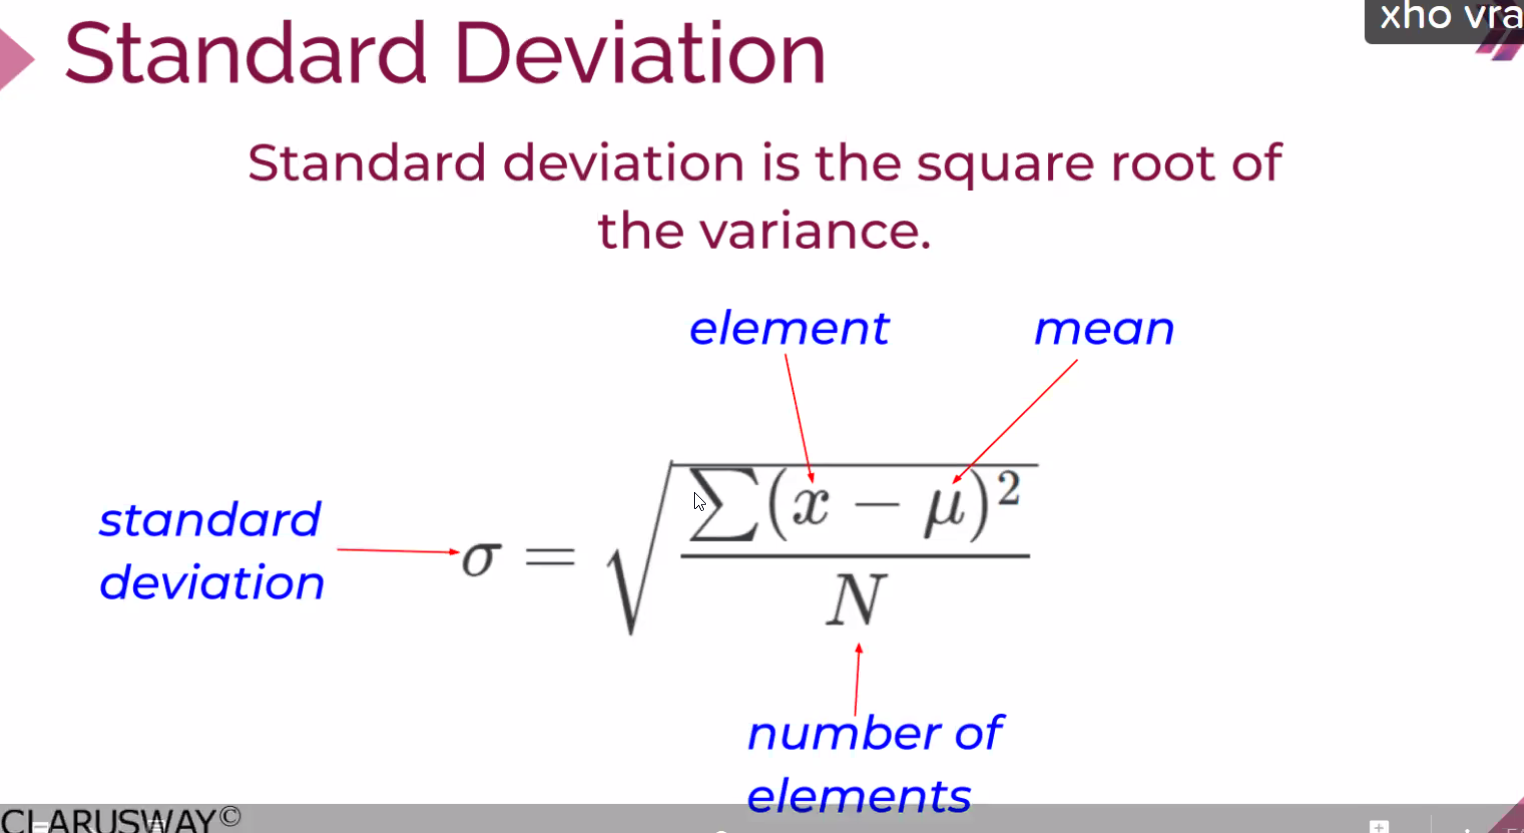 xho vra
Standard Deviation
Standard deviation is the square root of
the variance.
element mean
standard
deviation
σ = √(∑(x − μ)² / N)
number of
elements
CLARUSWAY©